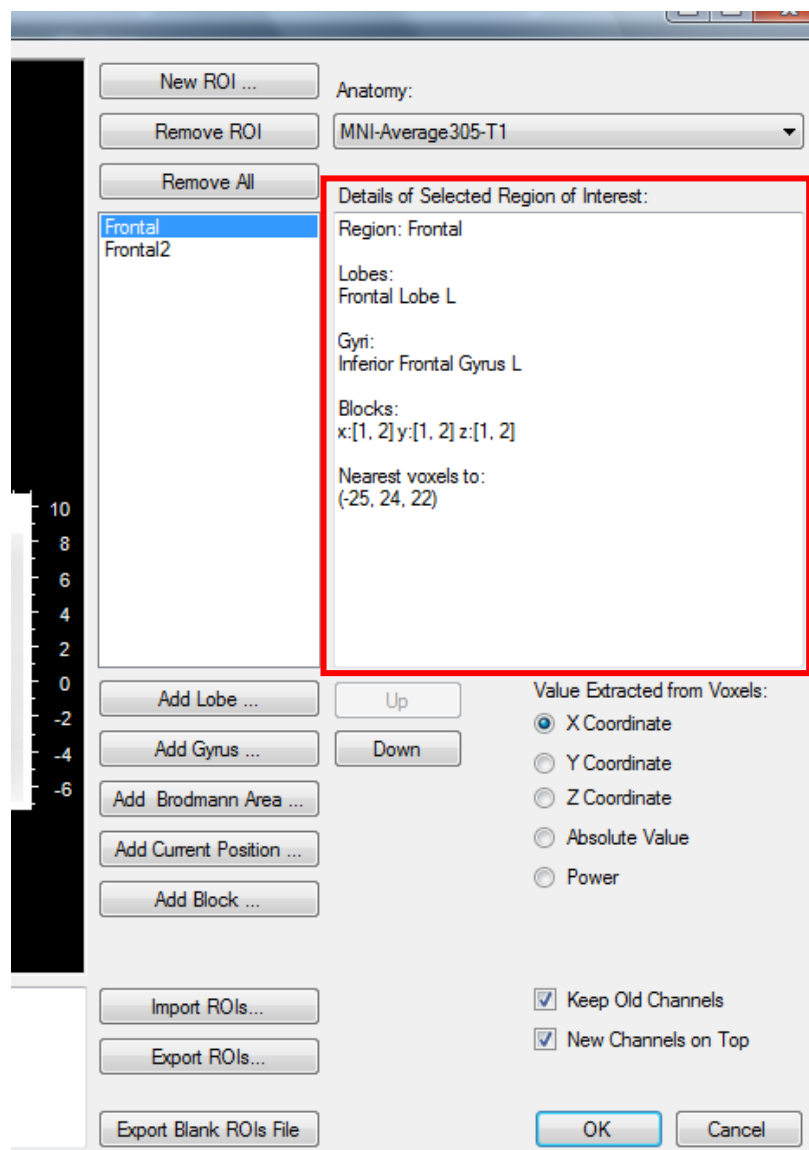 New ROI ...
Anatomy:
Remove ROI
MNI-Average305-T1
Remove All
Details of Selected Region of Interest:
Frontal
Frontal2
Region: Frontal
Lobes:
Frontal Lobe L
Gyri:
Inferior Frontal Gyrus L
Blocks:
x:[1, 2] y:[1, 2] z:[1, 2]
Nearest voxels to:
(-25, 24, 22)
10
8
6
4
2
0
-2
-4
-6
Add Lobe ...
Up
Value Extracted from Voxels:
X Coordinate
Add Gyrus ...
Down
Y Coordinate
Add Brodmann Area ...
Z Coordinate
Add Current Position ...
Absolute Value
Add Block ...
Power
Import ROIs...
Keep Old Channels
Export ROIs...
New Channels on Top
Export Blank ROIs File
OK
Cancel